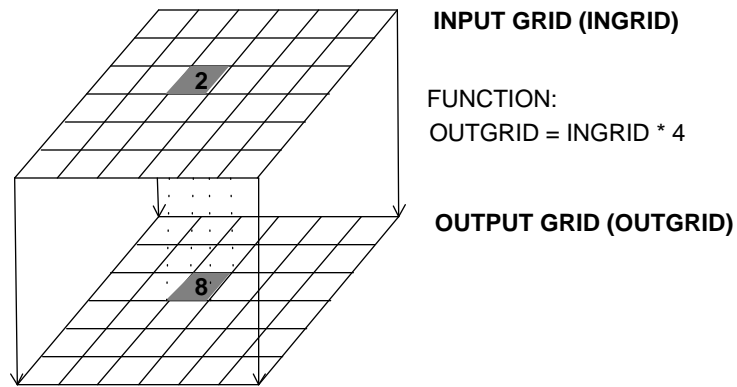 INPUT GRID (INGRID)
2
FUNCTION:
OUTGRID = INGRID * 4
OUTPUT GRID (OUTGRID)
8